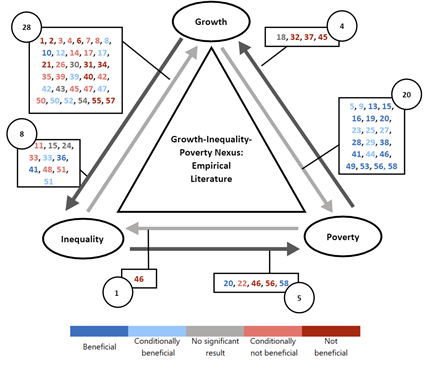 28
Growth
4
1, 2, 3, 4, 6, 7, 8, 8,
10, 12, 14, 17, 17,
21, 26, 30, 31, 34,
35, 39, 39, 40, 42,
42, 43, 45, 47, 47,
50, 50, 52, 54, 55, 57
18, 32, 37, 45
20
5, 9, 13, 15,
16, 19, 20,
23, 25, 27,
28, 29, 38,
41, 44, 46,
49, 53, 56, 58
8
11, 15, 24,
33, 33, 36,
41, 48, 51,
51
Growth-Inequality-
Poverty Nexus:
Empirical
Literature
Inequality
Poverty
46
1
20, 22, 46, 56, 58
5
Beneficial
Conditionally
beneficial
No significant
result
Conditionally
not beneficial
Not
beneficial